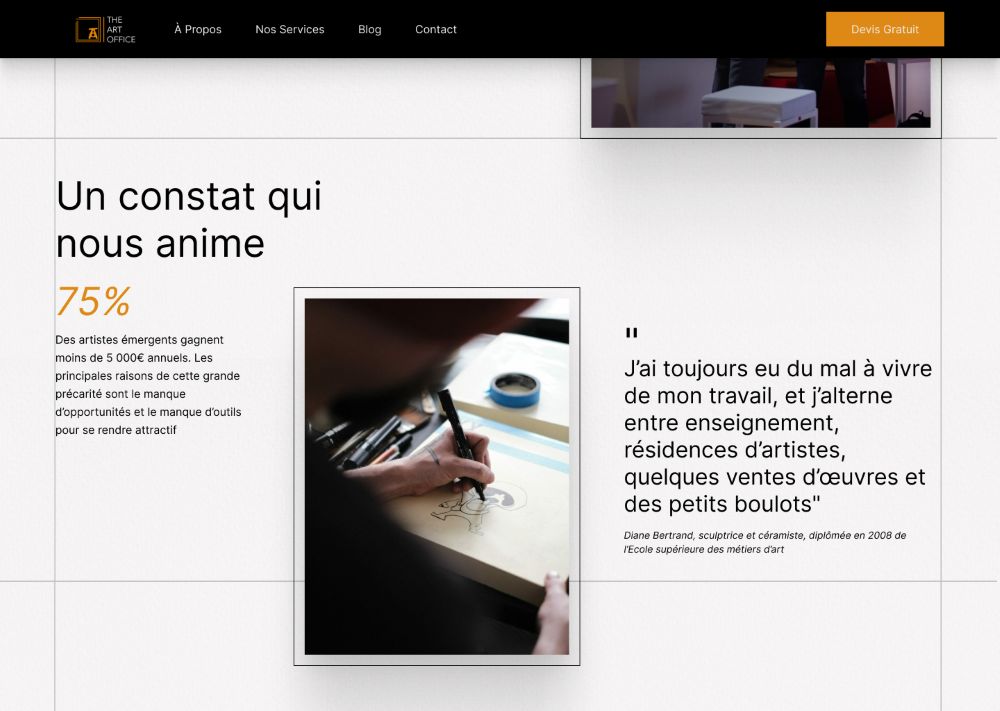 THE
ART
OFFICE
À Propos
Nos Services
Blog
Contact
Devis Gratuit
Un constat qui
nous anime
75%
Des artistes émergents gagnent
moins de 5 000€ annuels. Les
principales raisons de cette grande
précarité sont le manque
d’opportunités et le manque d’outils
pour se rendre attractif
"
J’ai toujours eu du mal à vivre
de mon travail, et j’alterne
entre enseignement,
résidences d’artistes,
quelques ventes d’œuvres et
des petits boulots"
Diane Bertrand, sculptrice et céramiste, diplômée en 2008 de
l’Ecole supérieure des métiers d’art